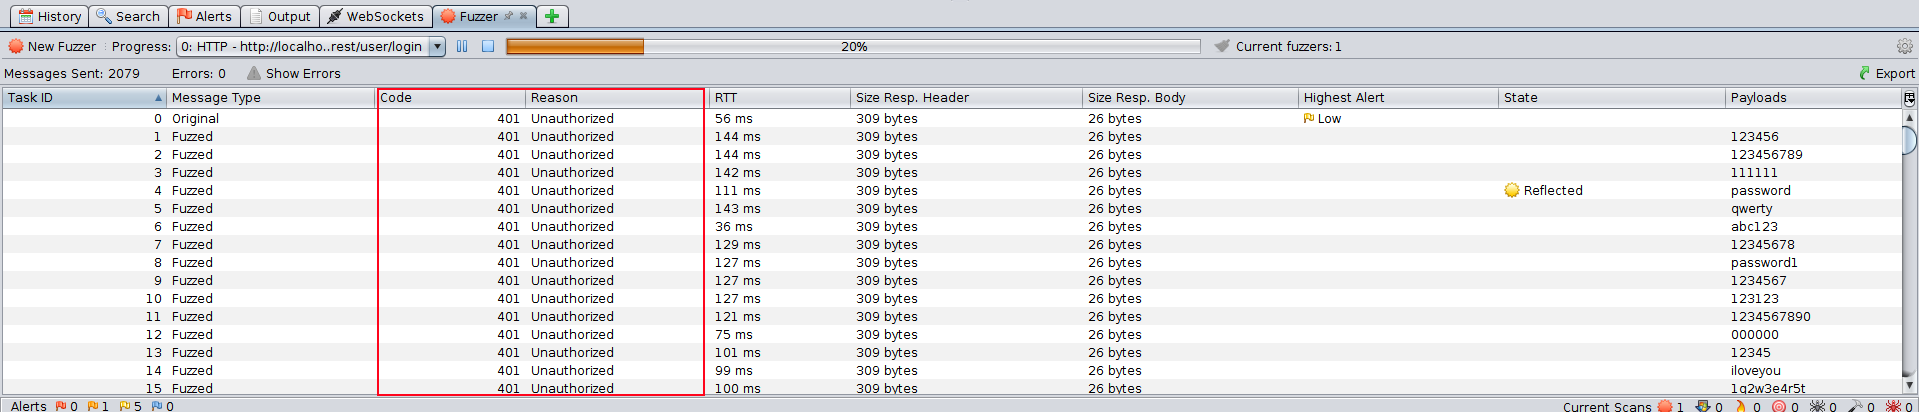 History Search Alerts Output WebSockets Fuzzer
New Fuzzer Progress: 0: HTTP - http://localho..rest/user/login 20% Current fuzzers: 1
Messages Sent: 2079 Errors: 0 Show Errors Export
Task ID Message Type Code Reason RTT Size Resp. Header Size Resp. Body Highest Alert State Payloads
0 Original 401 Unauthorized 56 ms 309 bytes 26 bytes Low
1 Fuzzed 401 Unauthorized 144 ms 309 bytes 26 bytes 123456
2 Fuzzed 401 Unauthorized 144 ms 309 bytes 26 bytes 123456789
3 Fuzzed 401 Unauthorized 142 ms 309 bytes 26 bytes 111111
4 Fuzzed 401 Unauthorized 111 ms 309 bytes 26 bytes Reflected password
5 Fuzzed 401 Unauthorized 143 ms 309 bytes 26 bytes qwerty
6 Fuzzed 401 Unauthorized 36 ms 309 bytes 26 bytes abc123
7 Fuzzed 401 Unauthorized 129 ms 309 bytes 26 bytes 12345678
8 Fuzzed 401 Unauthorized 127 ms 309 bytes 26 bytes password1
9 Fuzzed 401 Unauthorized 127 ms 309 bytes 26 bytes 1234567
10 Fuzzed 401 Unauthorized 127 ms 309 bytes 26 bytes 123123
11 Fuzzed 401 Unauthorized 121 ms 309 bytes 26 bytes 1234567890
12 Fuzzed 401 Unauthorized 75 ms 309 bytes 26 bytes 000000
13 Fuzzed 401 Unauthorized 101 ms 309 bytes 26 bytes 12345
14 Fuzzed 401 Unauthorized 99 ms 309 bytes 26 bytes iloveyou
15 Fuzzed 401 Unauthorized 100 ms 309 bytes 26 bytes 1q2w3e4r5t
Alerts 0 1 5 0 Current Scans 1 0 0 0 0 0 0